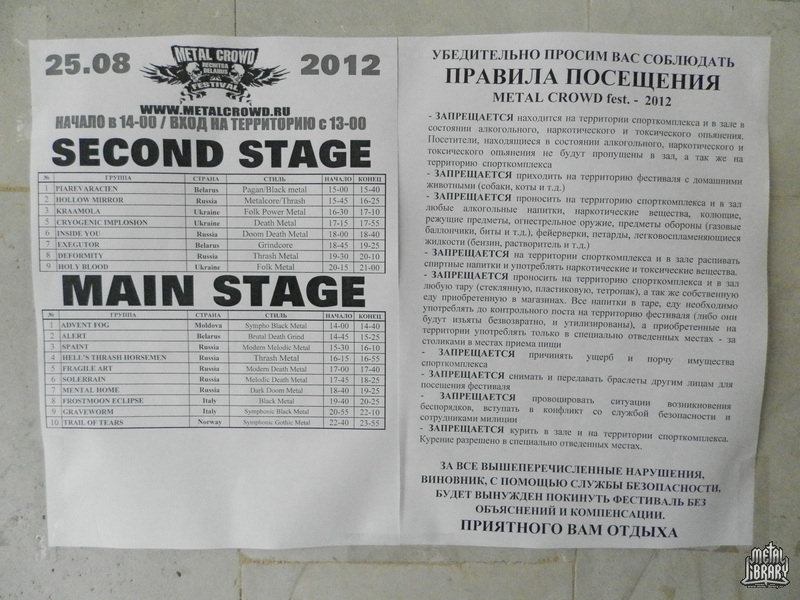 25.08
METAL CROWD
RECHITSA
BELARUS
FESTIVAL
2012
WWW.METALCROWD.RU
НАЧАЛО в 14-00 / ВХОД НА ТЕРРИТОРИЮ с 13-00
SECOND STAGE
№ ГРУППА СТРАНА СТИЛЬ НАЧАЛО КОНЕЦ
1 PIAREVARACIEN Belarus Pagan/Black metal 15-00 15-40
2 HOLLOW MIRROR Russia Metalcore/Thrash 15-45 16-25
3 KRAAMOLA Ukraine Folk Power Metal 16-30 17-10
5 CRYOGENIC IMPLOSION Ukraine Death Metal 17-15 17-55
6 INSIDE YOU Russia Doom Death Metal 18-00 18-40
7 EXEGUTOR Belarus Grindcore 18-45 19-25
8 DEFORMITY Russia Thrash Metal 19-30 20-10
9 HOLY BLOOD Ukraine Folk Metal 20-15 21-00
MAIN STAGE
№ ГРУППА СТРАНА СТИЛЬ НАЧАЛО КОНЕЦ
1 ADVENT FOG Moldova Sympho Black Metal 14-00 14-40
2 ALERT Belarus Brutal Death Grind 14-45 15-25
3 SPAINT Russia Modern Melodic Metal 15-30 16-10
4 HELL'S THRASH HORSEMEN Russia Thrash Metal 16-15 16-55
5 FRAGILE ART Russia Modern Death Metal 17-00 17-40
6 SOLERRAIN Russia Melodic Death Metal 17-45 18-25
7 MENTAL HOME Russia Dark Doom Metal 18-40 19-25
8 FROSTMOON ECLIPSE Italy Black Metal 19-40 20-25
9 GRAVEWORM Italy Symphonic Black Metal 20-55 22-10
10 TRAIL OF TEARS Norway Symphonic Gothic Metal 22-40 23-55
УБЕДИТЕЛЬНО ПРОСИМ ВАС СОБЛЮДАТЬ
ПРАВИЛА ПОСЕЩЕНИЯ
METAL CROWD fest. - 2012
- ЗАПРЕЩАЕТСЯ находится на территории спорткомплекса и в зале в
состоянии алкогольного, наркотического и токсического опьянения.
Посетители, находящиеся в состоянии алкогольного, наркотического и
токсического опьянения не будут пропущены в зал, а так же на
территорию спорткомплекса
- ЗАПРЕЩАЕТСЯ приходить на территорию фестиваля с домашними
животными (собаки, коты и т.д.)
- ЗАПРЕЩАЕТСЯ проносить на территорию спорткомплекса и в зал
любые алкогольные напитки, наркотические вещества, колющие,
режущие предметы, огнестрельное оружие, предметы обороны (газовые
баллончики, биты и т.д.), фейерверки, петарды, легковоспламеняющиеся
жидкости (бензин, растворитель и т.д.)
- ЗАПРЕЩАЕТСЯ на территории спорткомплекса и в зале распивать
спиртные напитки и употреблять наркотические и токсические вещества.
- ЗАПРЕЩАЕТСЯ проносить на территорию спорткомплекса и в зал
любую тару (стеклянную, пластиковую, тетропак), а так же собственную
еду приобретенную в магазинах. Все напитки в таре, еду необходимо
употребить до контрольного поста на территорию фестиваля (либо они
будут изъяты безвозвратно, и утилизированы), а приобретенные на
территории употреблять только в специально отведенных местах - за
столиками в местах приема пищи
- ЗАПРЕЩАЕТСЯ причинять ущерб и порчу имущества
спорткомплекса
- ЗАПРЕЩАЕТСЯ снимать и передавать браслеты другим лицам для
посещения фестиваля
- ЗАПРЕЩАЕТСЯ провоцировать ситуации возникновения
беспорядков, вступать в конфликт со службой безопасности и
сотрудниками милиции
- ЗАПРЕЩАЕТСЯ курить в зале и на территории спорткомплекса.
Курение разрешено в специально отведенных местах.
ЗА ВСЕ ВЫШЕПЕРЕЧИСЛЕННЫЕ НАРУШЕНИЯ,
ВИНОВНИК, С ПОМОЩЬЮ СЛУЖБЫ БЕЗОПАСНОСТИ,
БУДЕТ ВЫНУЖДЕН ПОКИНУТЬ ФЕСТИВАЛЬ БЕЗ
ОБЪЯСНЕНИЙ И КОМПЕНСАЦИИ.
ПРИЯТНОГО ВАМ ОТДЫХА
METAL
LIBRARY